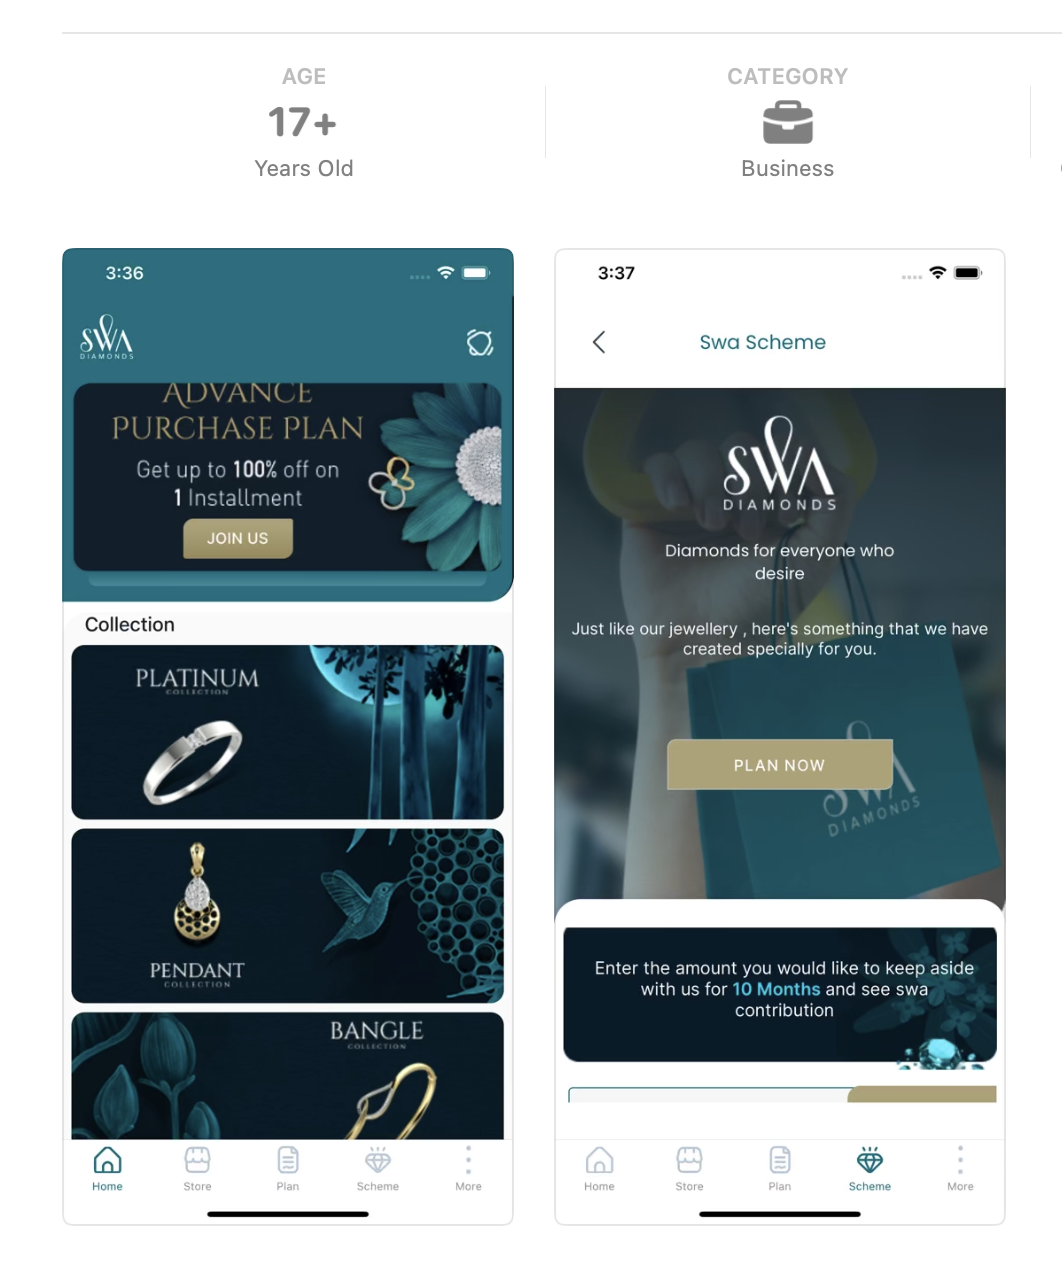 AGE
17+
Years Old
CATEGORY
Business
3:36
SWA
DIAMONDS
ADVANCE
PURCHASE PLAN
Get up to 100% off on
1 Installment
JOIN US
Collection
PLATINUM
COLLECTION
PENDANT
COLLECTION
BANGLE
COLLECTION
Home
Store
Plan
Scheme
More
3:37
Swa Scheme
SWA
DIAMONDS
Diamonds for everyone who
desire
Just like our jewellery , here's something that we have
created specially for you.
PLAN NOW
SWA
DIAMONDS
Enter the amount you would like to keep aside
with us for 10 Months and see swa
contribution
Home
Store
Plan
Scheme
More